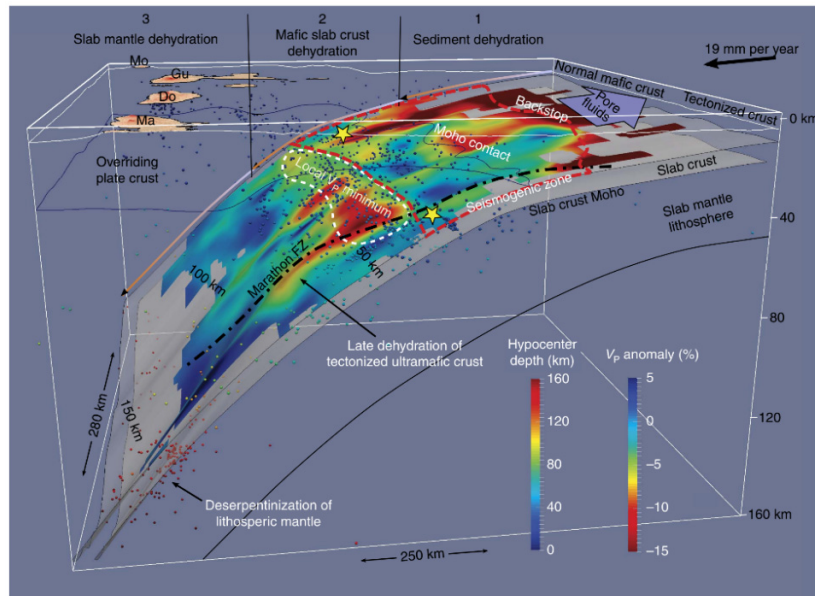 3
2
1
Slab mantle dehydration
Mafic slab crust
dehydration
Sediment dehydration
19 mm per year
Mo
Gu
Do
Ma
Normal mafic crust
Tectonized crust
Pore
fluids
Backstop
0 km
Moho contact
Overriding
plate crust
Local VP minimum
Seismogenic zone
Slab crust
Slab crust Moho
Slab mantle
lithosphere
40
Marathon FZ
50 km
100 km
80
Late dehydration of
tectonized ultramafic crust
Hypocenter
depth (km)
160
120
80
40
0
VP anomaly (%)
5
0
−5
−10
−15
120
280 km
150 km
Deserpentinization of
lithosperic mantle
160 km
250 km